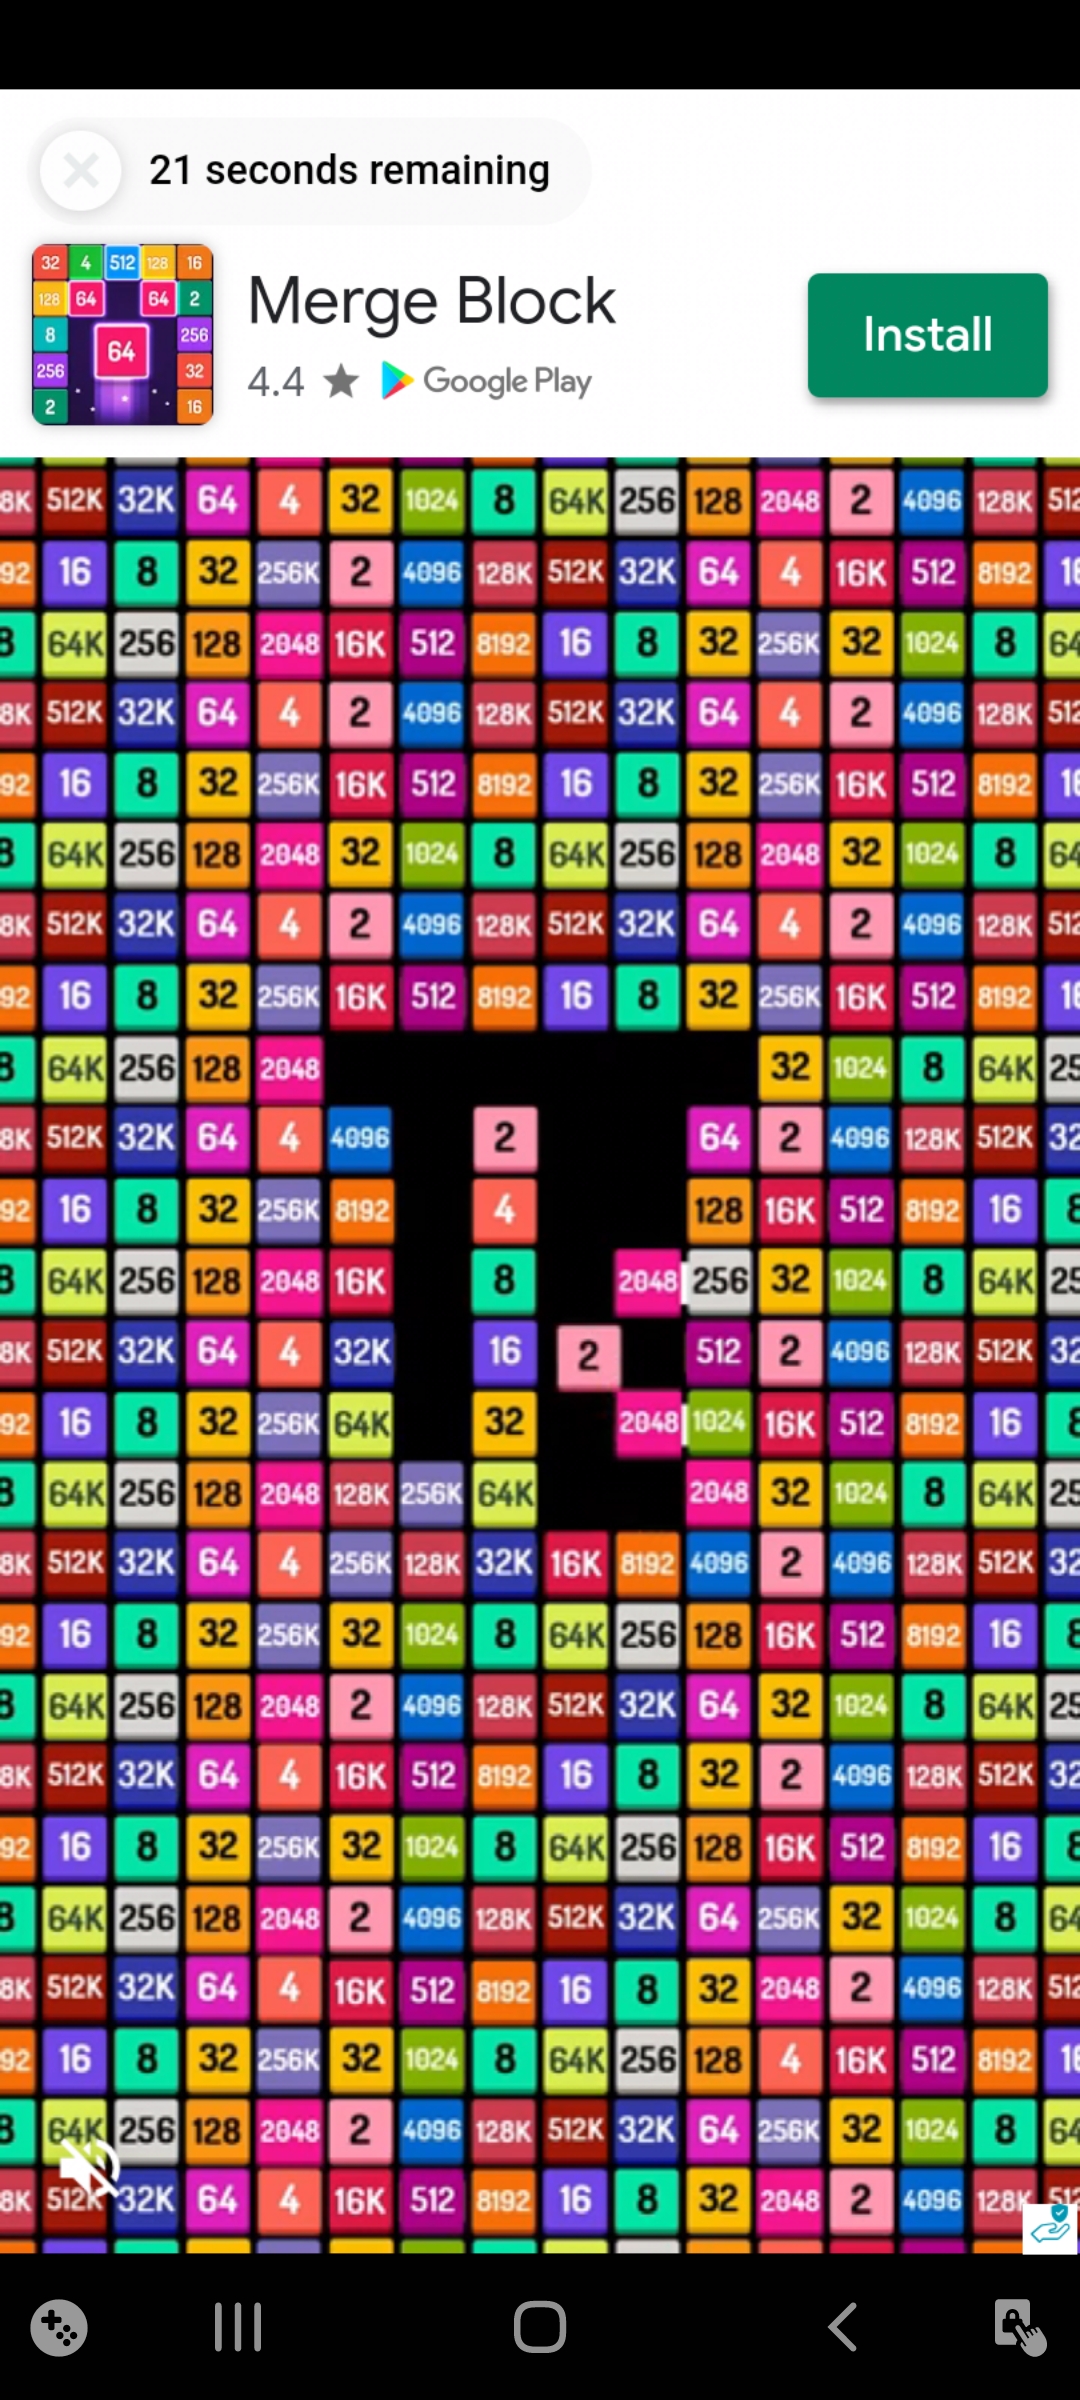 21 seconds remaining
32 4 512 128 16
128 64 64 2
8 64 256
256 32
2 16
Merge Block
4.4 Google Play
Install
8K 512K 32K 64 4 32 1024 8 64K 256 128 2048 2 4096 128K 512
92 16 8 32 256K 2 4096 128K 512K 32K 64 4 16K 512 8192 16
8 64K 256 128 2048 16K 512 8192 16 8 32 256K 32 1024 8 64
8K 512K 32K 64 4 2 4096 128K 512K 32K 64 4 2 4096 128K 512
92 16 8 32 256K 16K 512 8192 16 8 32 256K 16K 512 8192 16
8 64K 256 128 2048 32 1024 8 64K 256 128 2048 32 1024 8 64
8K 512K 32K 64 4 2 4096 128K 512K 32K 64 4 2 4096 128K 512
92 16 8 32 256K 16K 512 8192 16 8 32 256K 16K 512 8192 16
8 64K 256 128 2048 32 1024 8 64K 25
8K 512K 32K 64 4 4096 2 64 2 4096 128K 512K 32
92 16 8 32 256K 8192 4 128 16K 512 8192 16 8
8 64K 256 128 2048 16K 8 2048 256 32 1024 8 64K 25
8K 512K 32K 64 4 32K 16 2 512 2 4096 128K 512K 32
92 16 8 32 256K 64K 32 2048 1024 16K 512 8192 16 8
8 64K 256 128 2048 128K 256K 64K 2048 32 1024 8 64K 25
8K 512K 32K 64 4 256K 128K 32K 16K 8192 4096 2 4096 128K 512K 32
92 16 8 32 256K 32 1024 8 64K 256 128 16K 512 8192 16 8
8 64K 256 128 2048 2 4096 128K 512K 32K 64 32 1024 8 64K 25
8K 512K 32K 64 4 16K 512 8192 16 8 32 2 4096 128K 512K 32
92 16 8 32 256K 32 1024 8 64K 256 128 16K 512 8192 16 8
8 64K 256 128 2048 2 4096 128K 512K 32K 64 256K 32 1024 8 64
8K 512K 32K 64 4 16K 512 8192 16 8 32 2048 2 4096 128K 512
92 16 8 32 256K 32 1024 8 64K 256 128 4 16K 512 8192 16
8 64K 256 128 2048 2 4096 128K 512K 32K 64 256K 32 1024 8 64
8K 512K 32K 64 4 16K 512 8192 16 8 32 2048 2 4096 128K 512